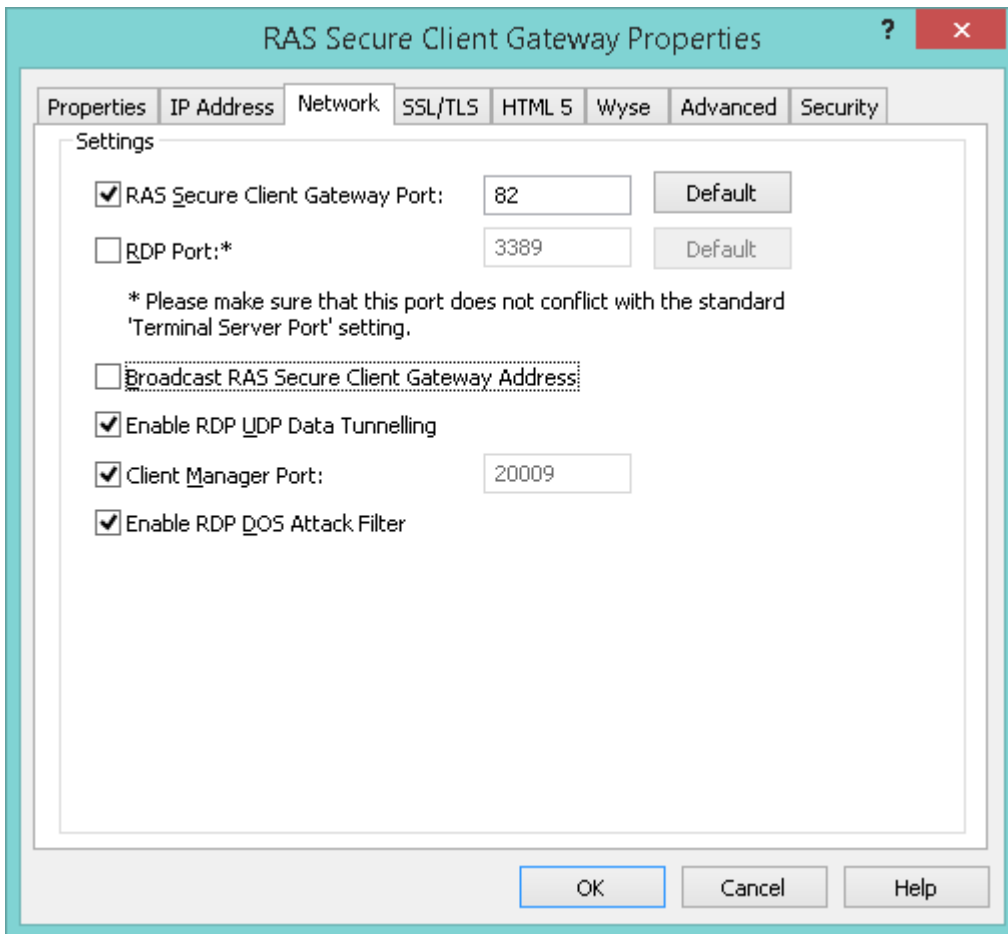 RAS Secure Client Gateway Properties ? ×
Properties IP Address Network SSL/TLS HTML 5 Wyse Advanced Security
Settings
RAS Secure Client Gateway Port: 82 Default
RDP Port:* 3389 Default
* Please make sure that this port does not conflict with the standard
'Terminal Server Port' setting.
Broadcast RAS Secure Client Gateway Address
Enable RDP UDP Data Tunnelling
Client Manager Port: 20009
Enable RDP DOS Attack Filter
OK Cancel Help